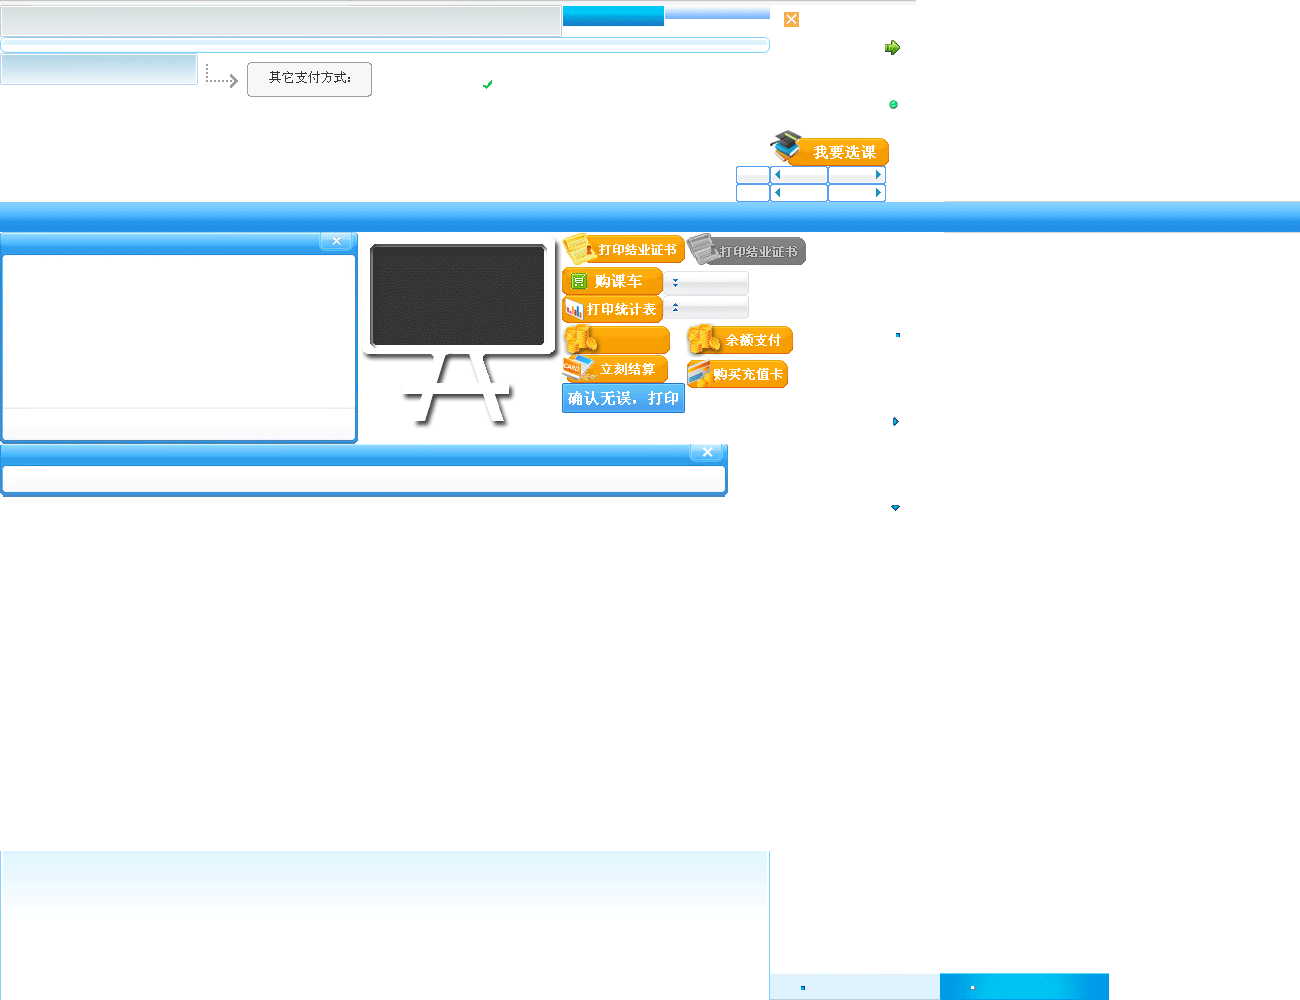 其它支付方式:
我要选课
打印结业证书
打印结业证书
购课车
打印统计表
余额支付
CARD
立刻结算
购买充值卡
确认无误，打印